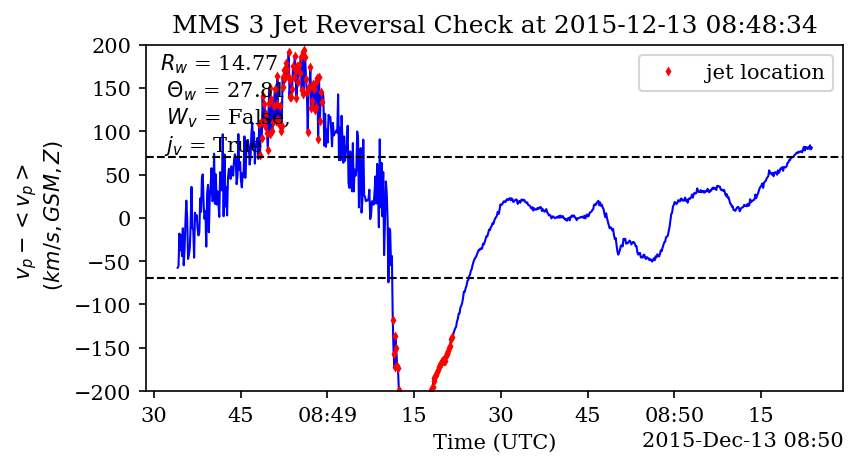 MMS 3 Jet Reversal Check at 2015-12-13 08:48:34
R_w = 14.77
Θ_w = 27.81
W_v = False,
j_v = True
jet location
200
150
100
50
0
−50
−100
−150
−200
v_p − < v_p >
(km/s, GSM, Z)
30 45 08:49 15 30 45 08:50 15
Time (UTC)
2015-Dec-13 08:50